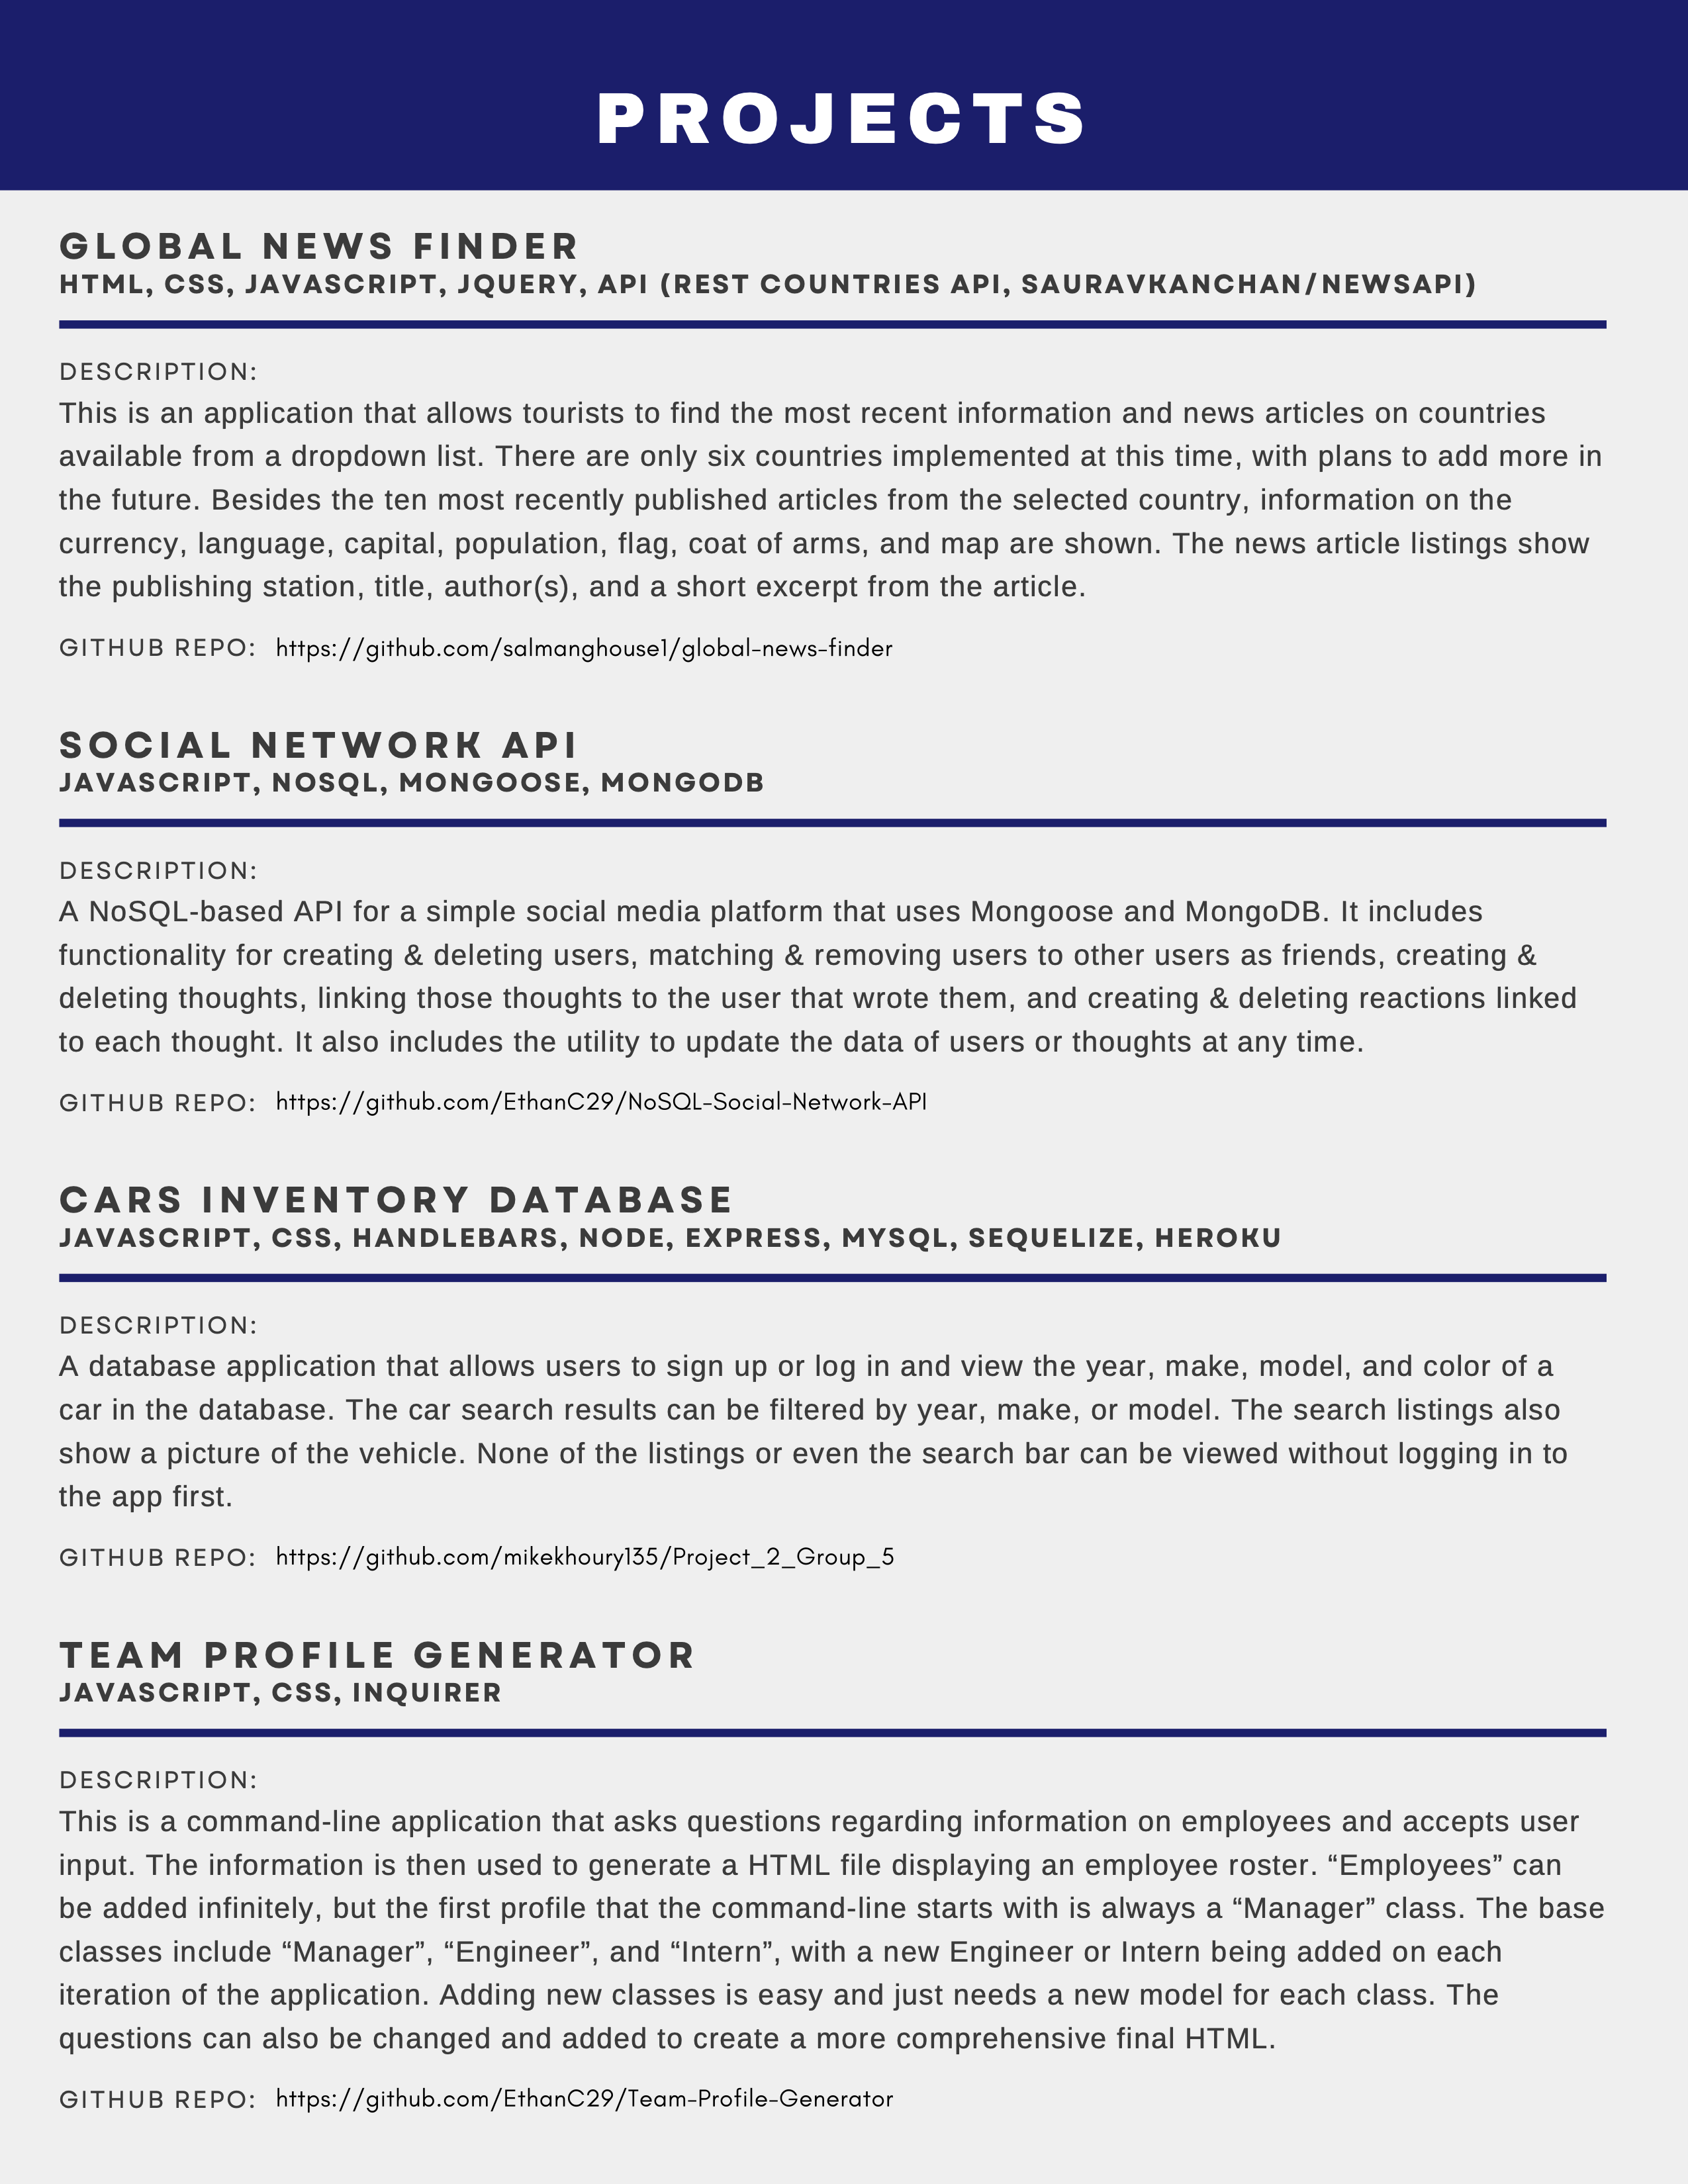 PROJECTS
GLOBAL NEWS FINDER
HTML, CSS, JAVASCRIPT, JQUERY, API (REST COUNTRIES API, SAURAVKANCHAN/NEWSAPI)
DESCRIPTION:
This is an application that allows tourists to find the most recent information and news articles on countries
available from a dropdown list. There are only six countries implemented at this time, with plans to add more in
the future. Besides the ten most recently published articles from the selected country, information on the
currency, language, capital, population, flag, coat of arms, and map are shown. The news article listings show
the publishing station, title, author(s), and a short excerpt from the article.
GITHUB REPO: https://github.com/salmanghouse1/global-news-finder
SOCIAL NETWORK API
JAVASCRIPT, NOSQL, MONGOOSE, MONGODB
DESCRIPTION:
A NoSQL-based API for a simple social media platform that uses Mongoose and MongoDB. It includes
functionality for creating & deleting users, matching & removing users to other users as friends, creating &
deleting thoughts, linking those thoughts to the user that wrote them, and creating & deleting reactions linked
to each thought. It also includes the utility to update the data of users or thoughts at any time.
GITHUB REPO: https://github.com/EthanC29/NoSQL-Social-Network-API
CARS INVENTORY DATABASE
JAVASCRIPT, CSS, HANDLEBARS, NODE, EXPRESS, MYSQL, SEQUELIZE, HEROKU
DESCRIPTION:
A database application that allows users to sign up or log in and view the year, make, model, and color of a
car in the database. The car search results can be filtered by year, make, or model. The search listings also
show a picture of the vehicle. None of the listings or even the search bar can be viewed without logging in to
the app first.
GITHUB REPO: https://github.com/mikekhoury135/Project_2_Group_5
TEAM PROFILE GENERATOR
JAVASCRIPT, CSS, INQUIRER
DESCRIPTION:
This is a command-line application that asks questions regarding information on employees and accepts user
input. The information is then used to generate a HTML file displaying an employee roster. “Employees” can
be added infinitely, but the first profile that the command-line starts with is always a “Manager” class. The base
classes include “Manager”, “Engineer”, and “Intern”, with a new Engineer or Intern being added on each
iteration of the application. Adding new classes is easy and just needs a new model for each class. The
questions can also be changed and added to create a more comprehensive final HTML.
GITHUB REPO: https://github.com/EthanC29/Team-Profile-Generator